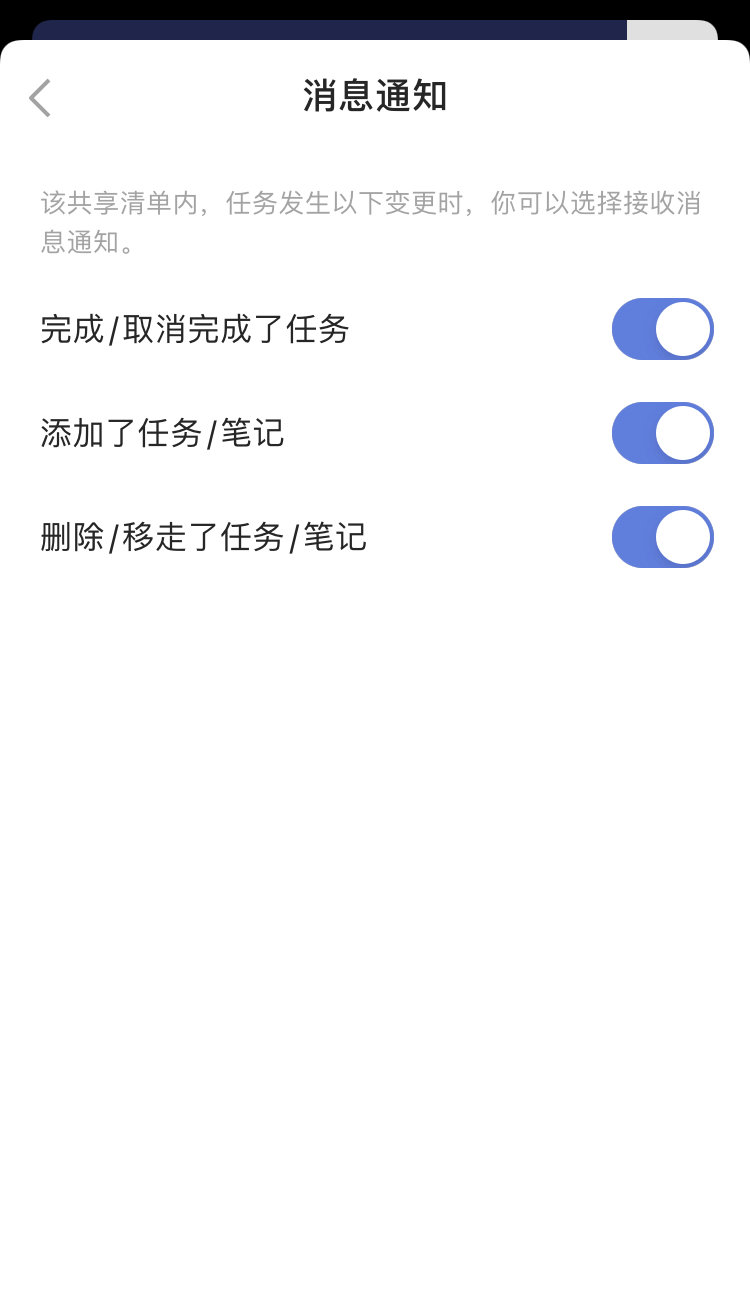 消息通知
该共享清单内，任务发生以下变更时，你可以选择接收消
息通知。
完成/取消完成了任务
添加了任务/笔记
删除/移走了任务/笔记